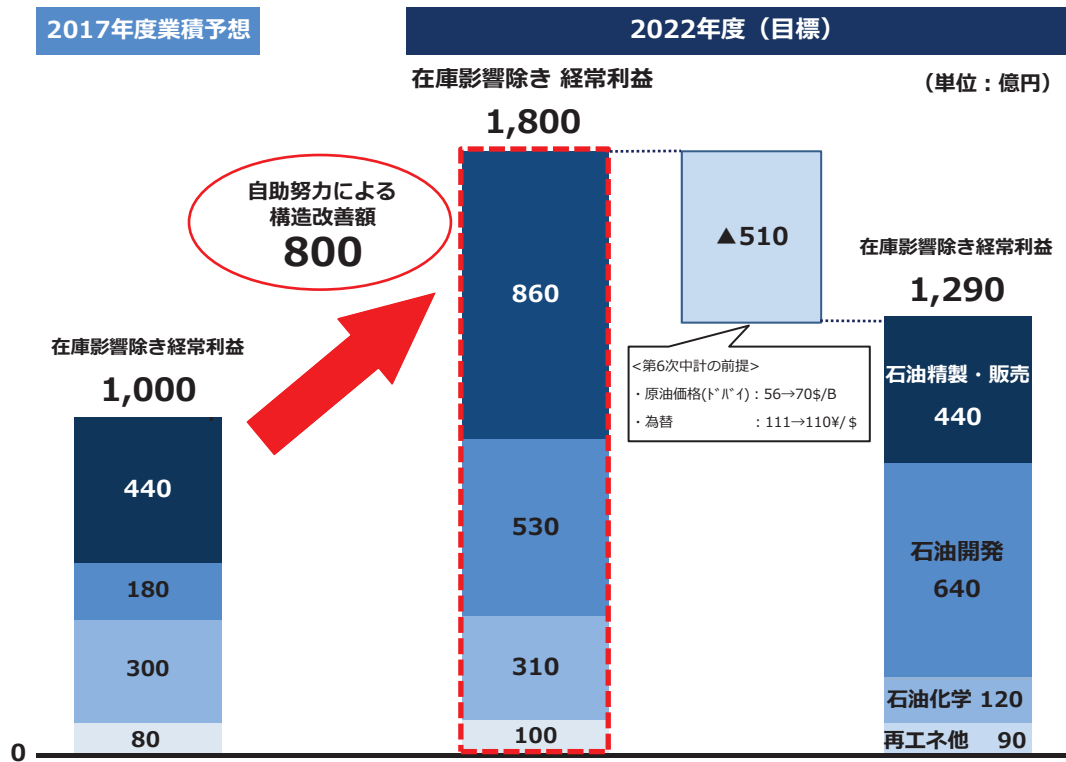 2017年度業績予想
2022年度（目標）
（単位：億円）
在庫影響除き 経常利益
1,800
自助努力による
構造改善額
800
▲510
在庫影響除き経常利益
1,290
860
<第6次中計の前提>
・原油価格(ﾄﾞﾊﾞｲ)：56→70$/B
・為替　　　　　：111→110¥/＄
在庫影響除き経常利益
1,000
石油精製・販売
440
440
530
石油開発
640
180
300
310
石油化学 120
80
100
再エネ他 90
0